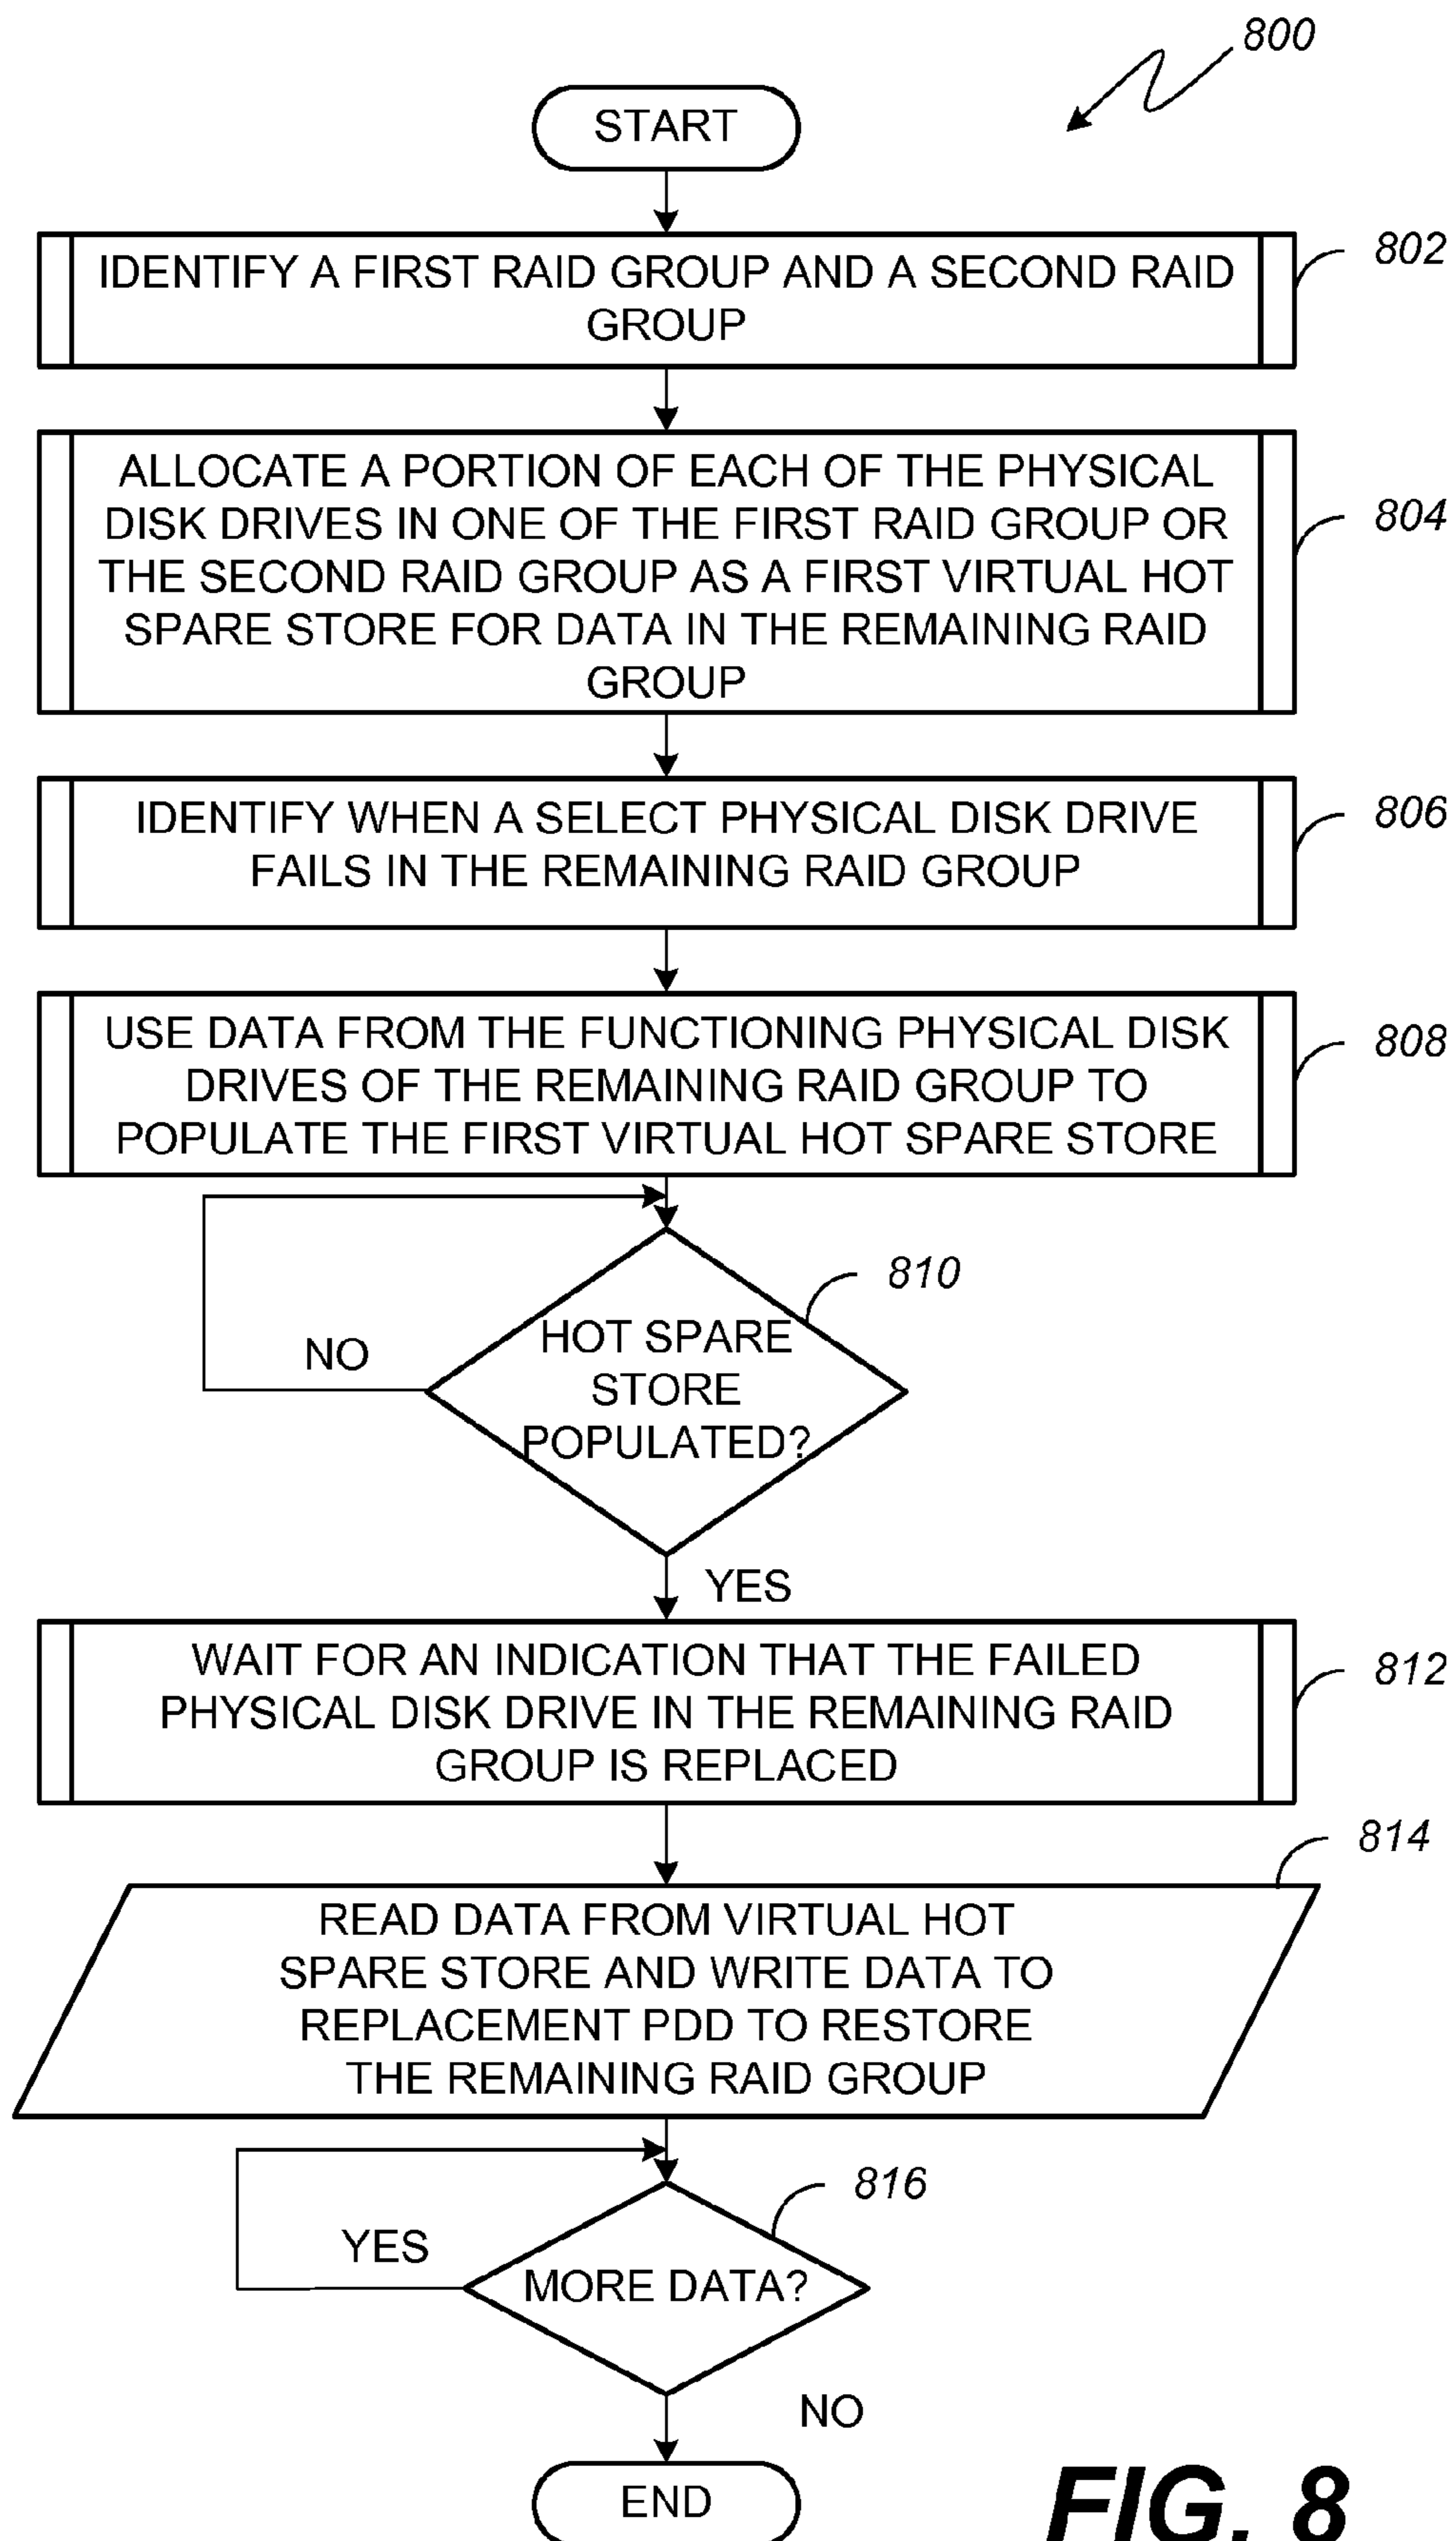 800
START
802
IDENTIFY A FIRST RAID GROUP AND A SECOND RAID
GROUP
804
ALLOCATE A PORTION OF EACH OF THE PHYSICAL
DISK DRIVES IN ONE OF THE FIRST RAID GROUP OR
THE SECOND RAID GROUP AS A FIRST VIRTUAL HOT
SPARE STORE FOR DATA IN THE REMAINING RAID
GROUP
806
IDENTIFY WHEN A SELECT PHYSICAL DISK DRIVE
FAILS IN THE REMAINING RAID GROUP
808
USE DATA FROM THE FUNCTIONING PHYSICAL DISK
DRIVES OF THE REMAINING RAID GROUP TO
POPULATE THE FIRST VIRTUAL HOT SPARE STORE
810
HOT SPARE
STORE
POPULATED?
NO
YES
812
WAIT FOR AN INDICATION THAT THE FAILED
PHYSICAL DISK DRIVE IN THE REMAINING RAID
GROUP IS REPLACED
814
READ DATA FROM VIRTUAL HOT
SPARE STORE AND WRITE DATA TO
REPLACEMENT PDD TO RESTORE
THE REMAINING RAID GROUP
816
YES
MORE DATA?
NO
END
FIG. 8